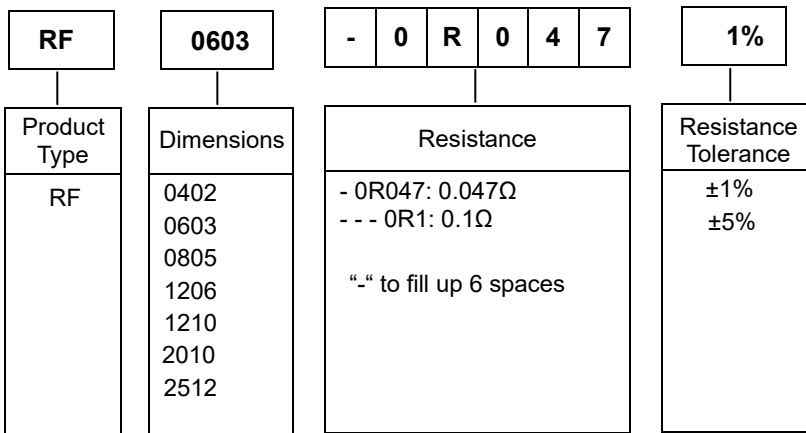 RF 0603 - 0 R 0 4 7 1%
Product Type
RF
Dimensions
0402
0603
0805
1206
1210
2010
2512
Resistance
- 0R047: 0.047Ω
- - - 0R1: 0.1Ω
“-“ to fill up 6 spaces
Resistance
Tolerance
±1%
±5%